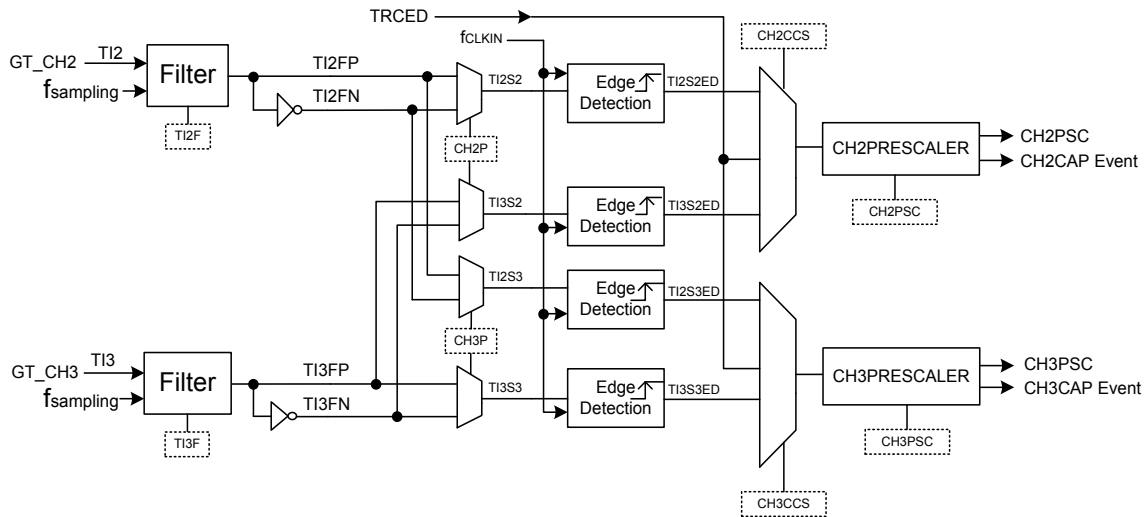 TRCED
fCLKIN
CH2CCS
GT_CH2
TI2
fsampling
Filter
TI2F
TI2FP
TI2FN
TI2S2
CH2P
Edge
Detection
TI2S2ED
CH2PRESCALER
CH2PSC
CH2CAP Event
CH2PSC
TI3S2
Edge
Detection
TI3S2ED
TI2S3
Edge
Detection
TI2S3ED
CH3P
GT_CH3
TI3
fsampling
Filter
TI3F
TI3FP
TI3FN
TI3S3
Edge
Detection
TI3S3ED
CH3PRESCALER
CH3PSC
CH3CAP Event
CH3PSC
CH3CCS